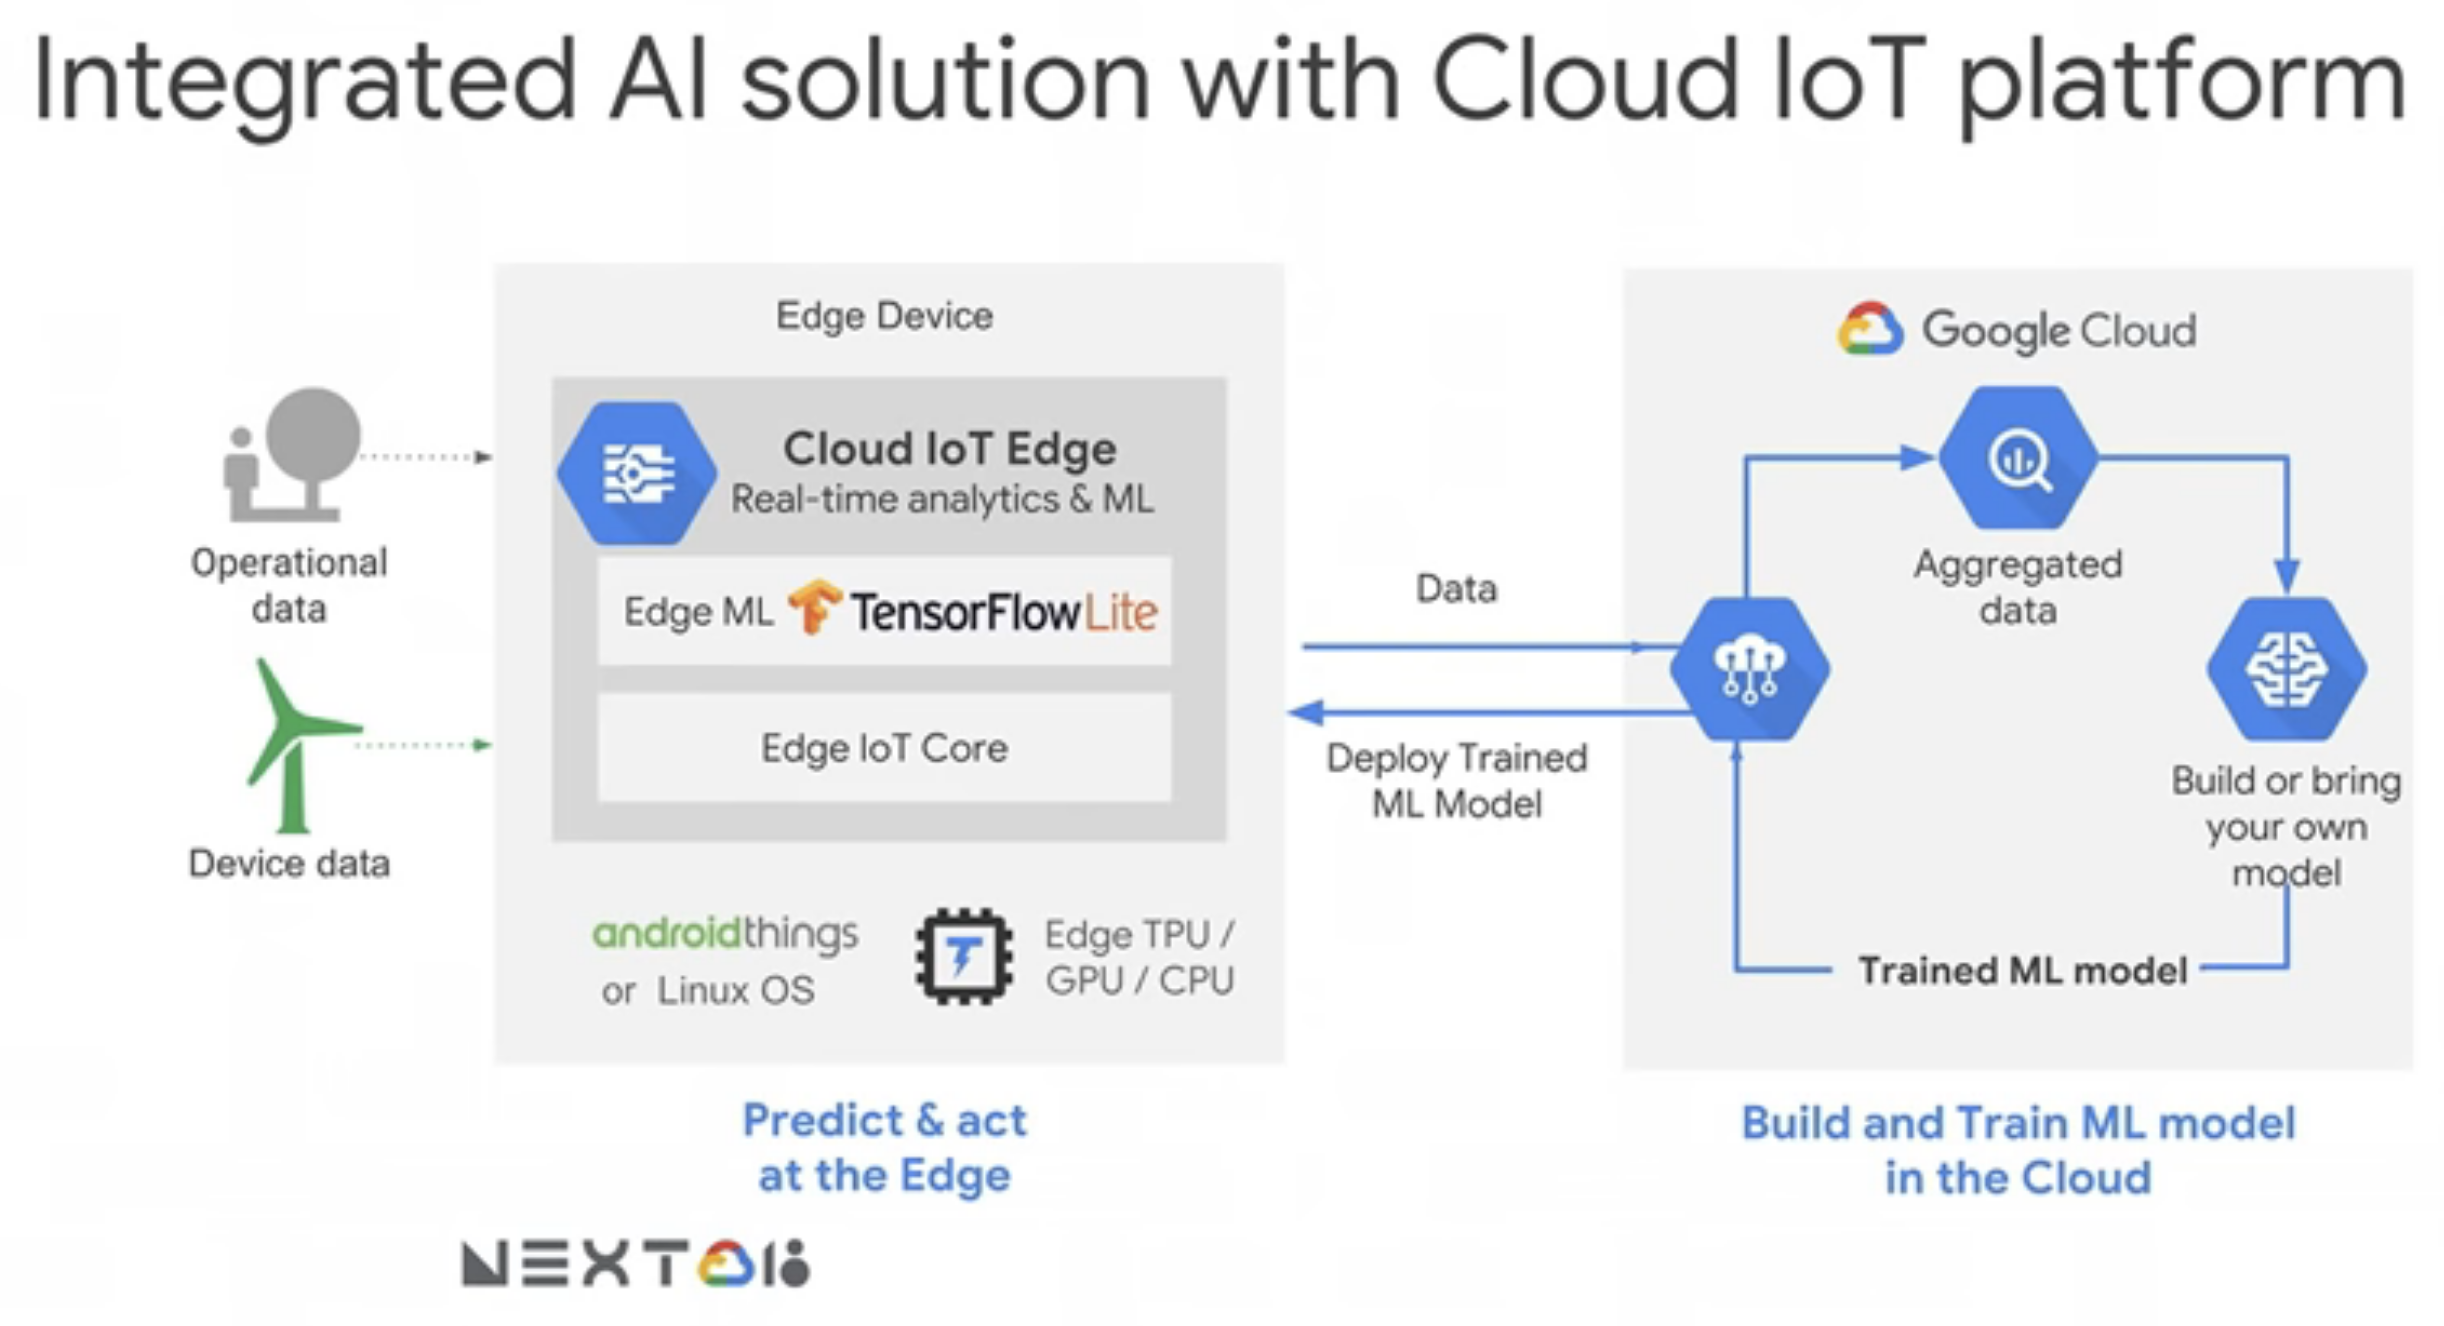 Integrated AI solution with Cloud IoT platform
Edge Device
Cloud IoT Edge
Real-time analytics & ML
Edge ML TensorFlow Lite
Edge IoT Core
androidthings
or Linux OS
Edge TPU /
GPU / CPU
Operational
data
Device data
Data
Deploy Trained
ML Model
Google Cloud
Aggregated
data
Build or bring
your own
model
Trained ML model
Predict & act
at the Edge
Build and Train ML model
in the Cloud
NEXT 18